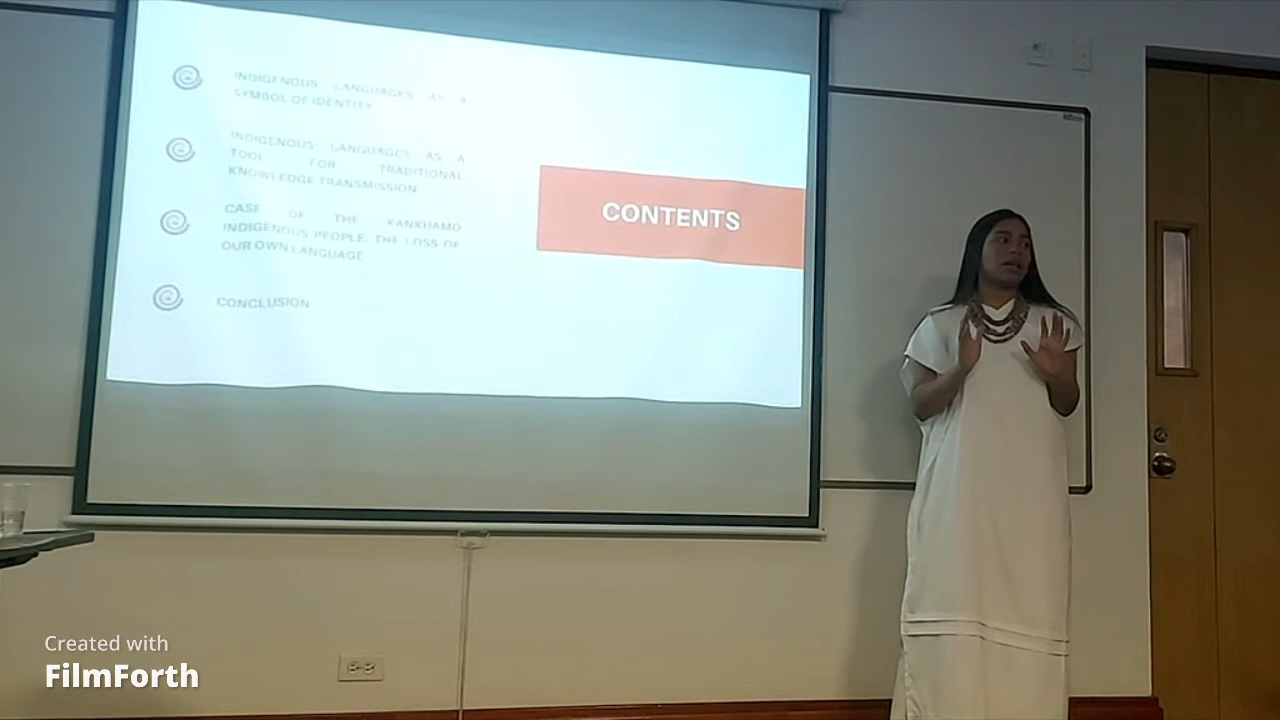 INDIGENOUS LANGUAGES AS A
SYMBOL OF IDENTITY
INDIGENOUS LANGUAGES AS A
TOOL FOR TRADITIONAL
KNOWLEDGE TRANSMISSION
CASE OF THE KANKUAMO
INDIGENOUS PEOPLE: THE LOSS OF
OUR OWN LANGUAGE
CONCLUSION
CONTENTS
Created with
FilmForth